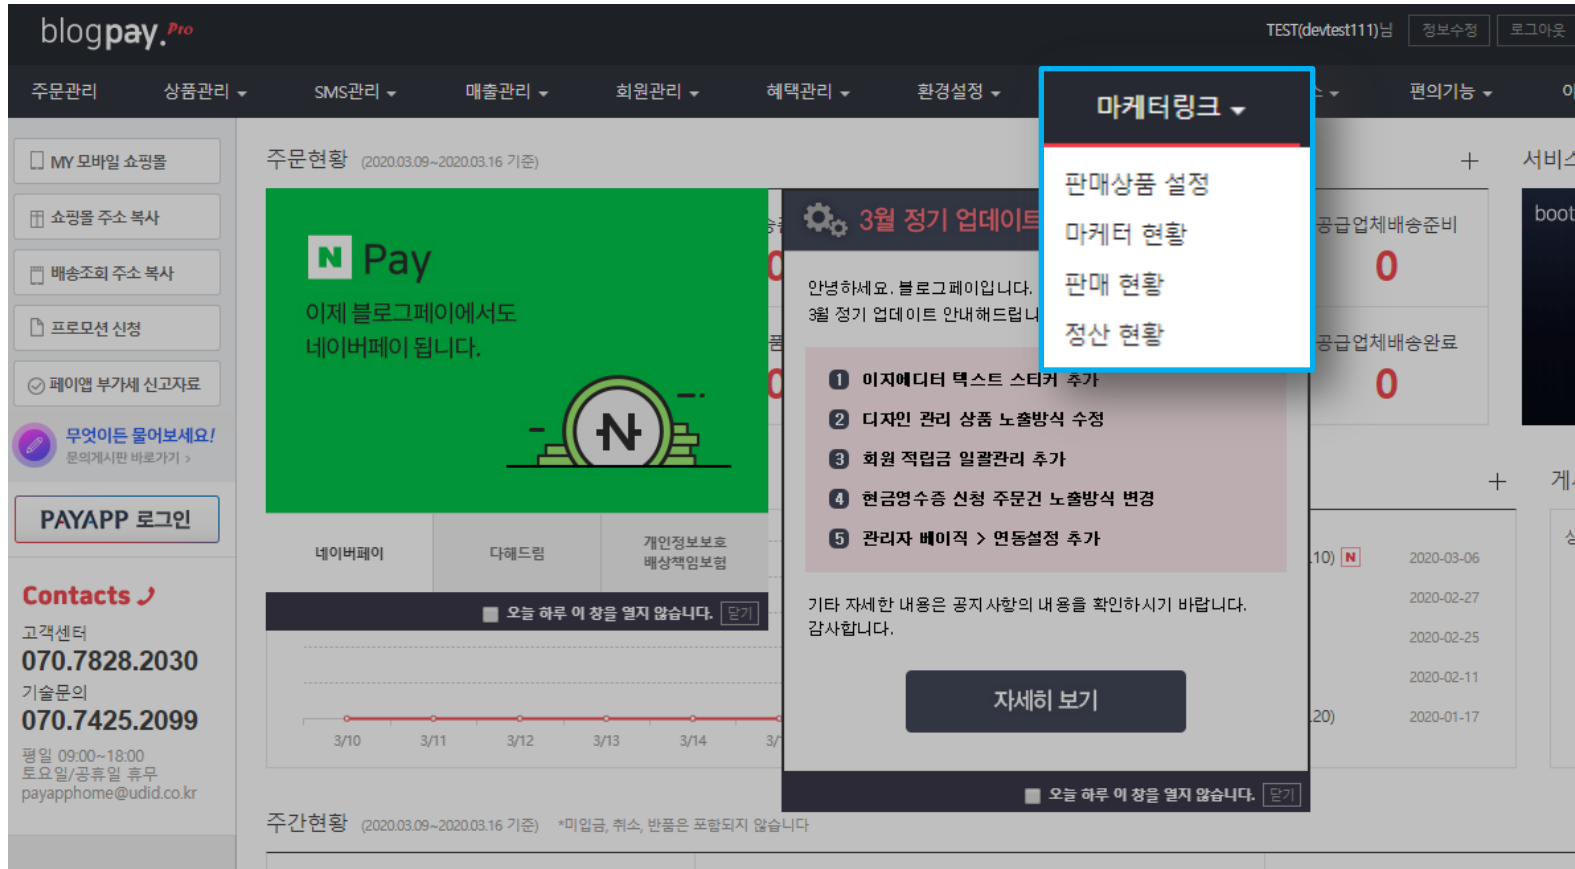 blogpay.Pro
TEST(devtest111)님 정보수정 로그아웃
주문관리 상품관리 SMS관리 매출관리 회원관리 혜택관리 환경설정 마케터링크 편의기능
판매상품 설정
마케터 현황
판매 현황
정산 현황
MY 모바일 쇼핑몰
쇼핑몰 주소 복사
배송조회 주소 복사
프로모션 신청
페이앱 부가세 신고자료
무엇이든 물어보세요!
문의게시판 바로가기 >
PAYAPP 로그인
Contacts
고객센터
070.7828.2030
기술문의
070.7425.2099
평일 09:00~18:00
토요일/공휴일 휴무
payapphome@udid.co.kr
주문현황 (2020.03.09~2020.03.16 기준)
N Pay
이제 블로그페이에서도
네이버페이 됩니다.
네이버페이 다해드림 개인정보보호
배상책임보험
오늘 하루 이 창을 열지 않습니다. 닫기
3/10 3/11 3/12 3/13 3/14
3월 정기 업데이트
안녕하세요. 블로그페이입니다.
3월 정기 업데이트 안내해드립니
1 이지에디터 텍스트 스티커 추가
2 디자인 관리 상품 노출방식 수정
3 회원 적립금 일괄관리 추가
4 현금영수증 신청 주문건 노출방식 변경
5 관리자 베이직 > 연동설정 추가
기타 자세한 내용은 공지사항의 내용을 확인하시기 바랍니다.
감사합니다.
자세히 보기
오늘 하루 이 창을 열지 않습니다. 닫기
공급업체배송준비
0
공급업체배송완료
0
서비스
boot
.10) N 2020-03-06
2020-02-27
2020-02-25
2020-02-11
.20) 2020-01-17
주간현황 (2020.03.09~2020.03.16 기준) *미입금, 취소, 반품은 포함되지 않습니다